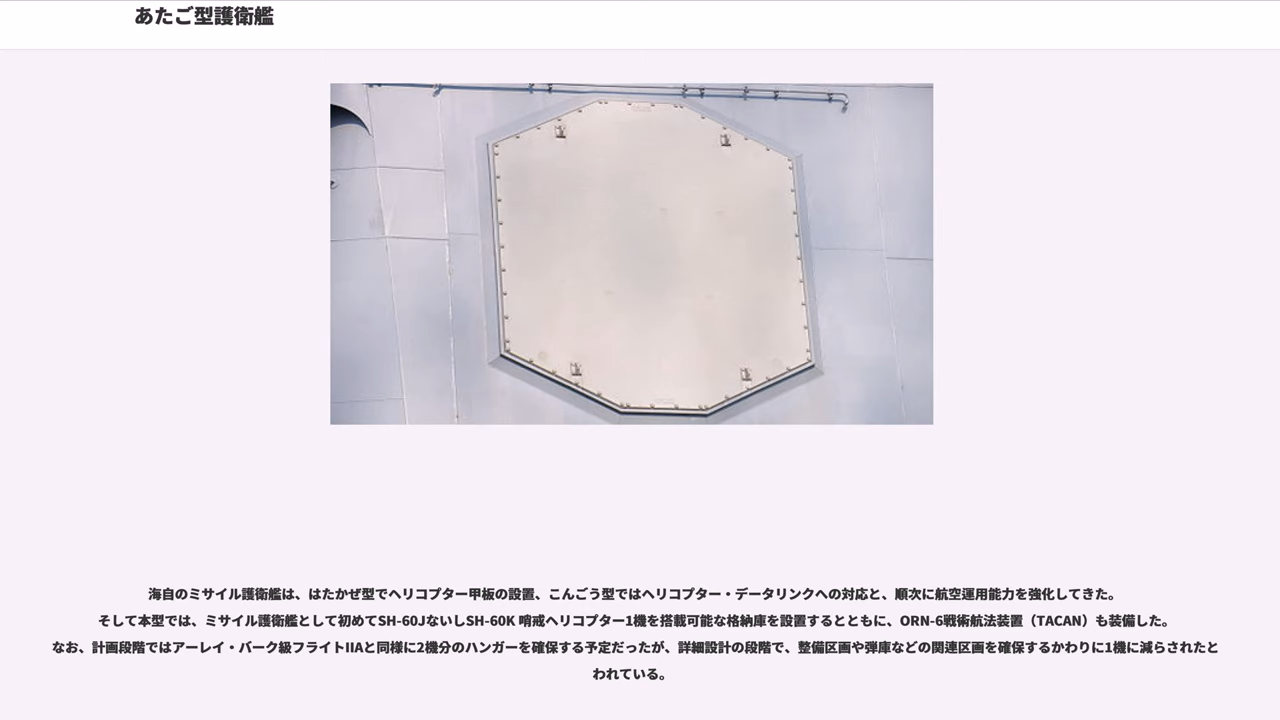 あたご型護衛艦
海自のミサイル護衛艦は、はたかぜ型でヘリコプター甲板の設置、こんごう型ではヘリコプター・データリンクへの対応と、順次に航空運用能力を強化してきた。
そして本型では、ミサイル護衛艦として初めてSH-60JないしSH-60K 哨戒ヘリコプター1機を搭載可能な格納庫を設置するとともに、ORN-6戦術航法装置（TACAN）も装備した。
なお、計画段階ではアーレイ・バーク級フライトIIAと同様に2機分のハンガーを確保する予定だったが、詳細設計の段階で、整備区画や弾庫などの関連区画を確保するかわりに1機に減らされたと
われている。